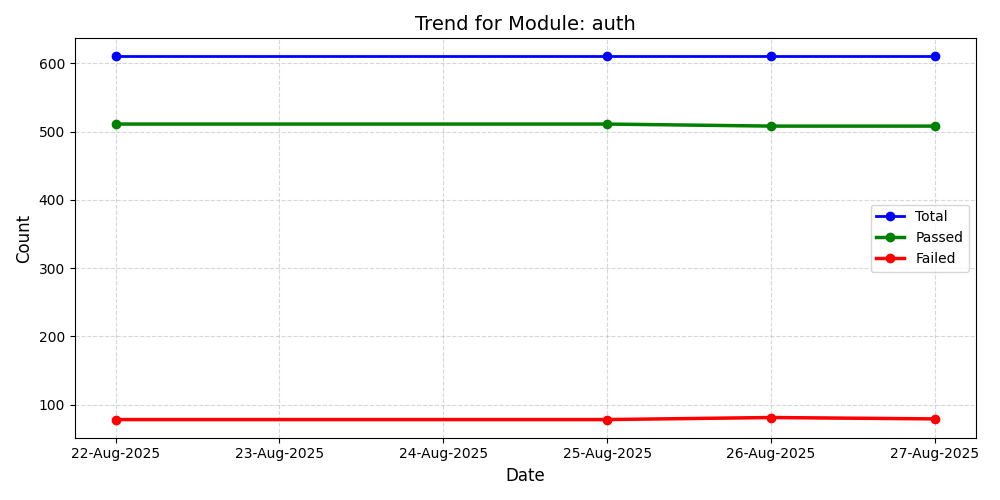 Trend for Module: auth
600
500
400
300
200
100
Count
Total
Passed
Failed
22-Aug-2025 23-Aug-2025 24-Aug-2025 25-Aug-2025 26-Aug-2025 27-Aug-2025
Date